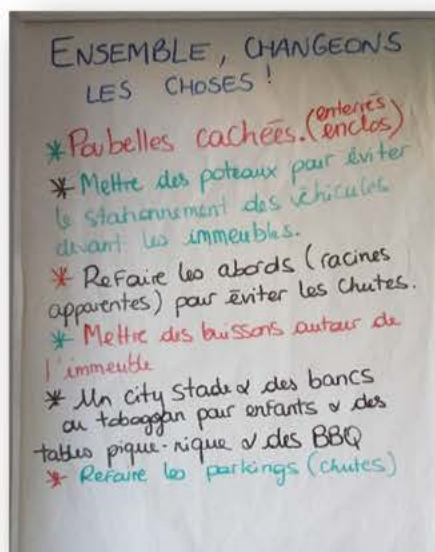 ENSEMBLE, CHANGEONS
LES CHOSES !
* Poubelles cachées. (enterrés
enclos)
* Mettre des poteaux pour éviter
le stationnement des véhicules
devant les immeubles.
* Refaire les abords (racines
apparentes) pour éviter les chutes.
* Mettre des buissons autour de
l'immeuble
* Un city stade & des bancs
ou toboggan pour enfants & des
tables pique-nique & des BBQ
* Refaire les parkings (chutes)